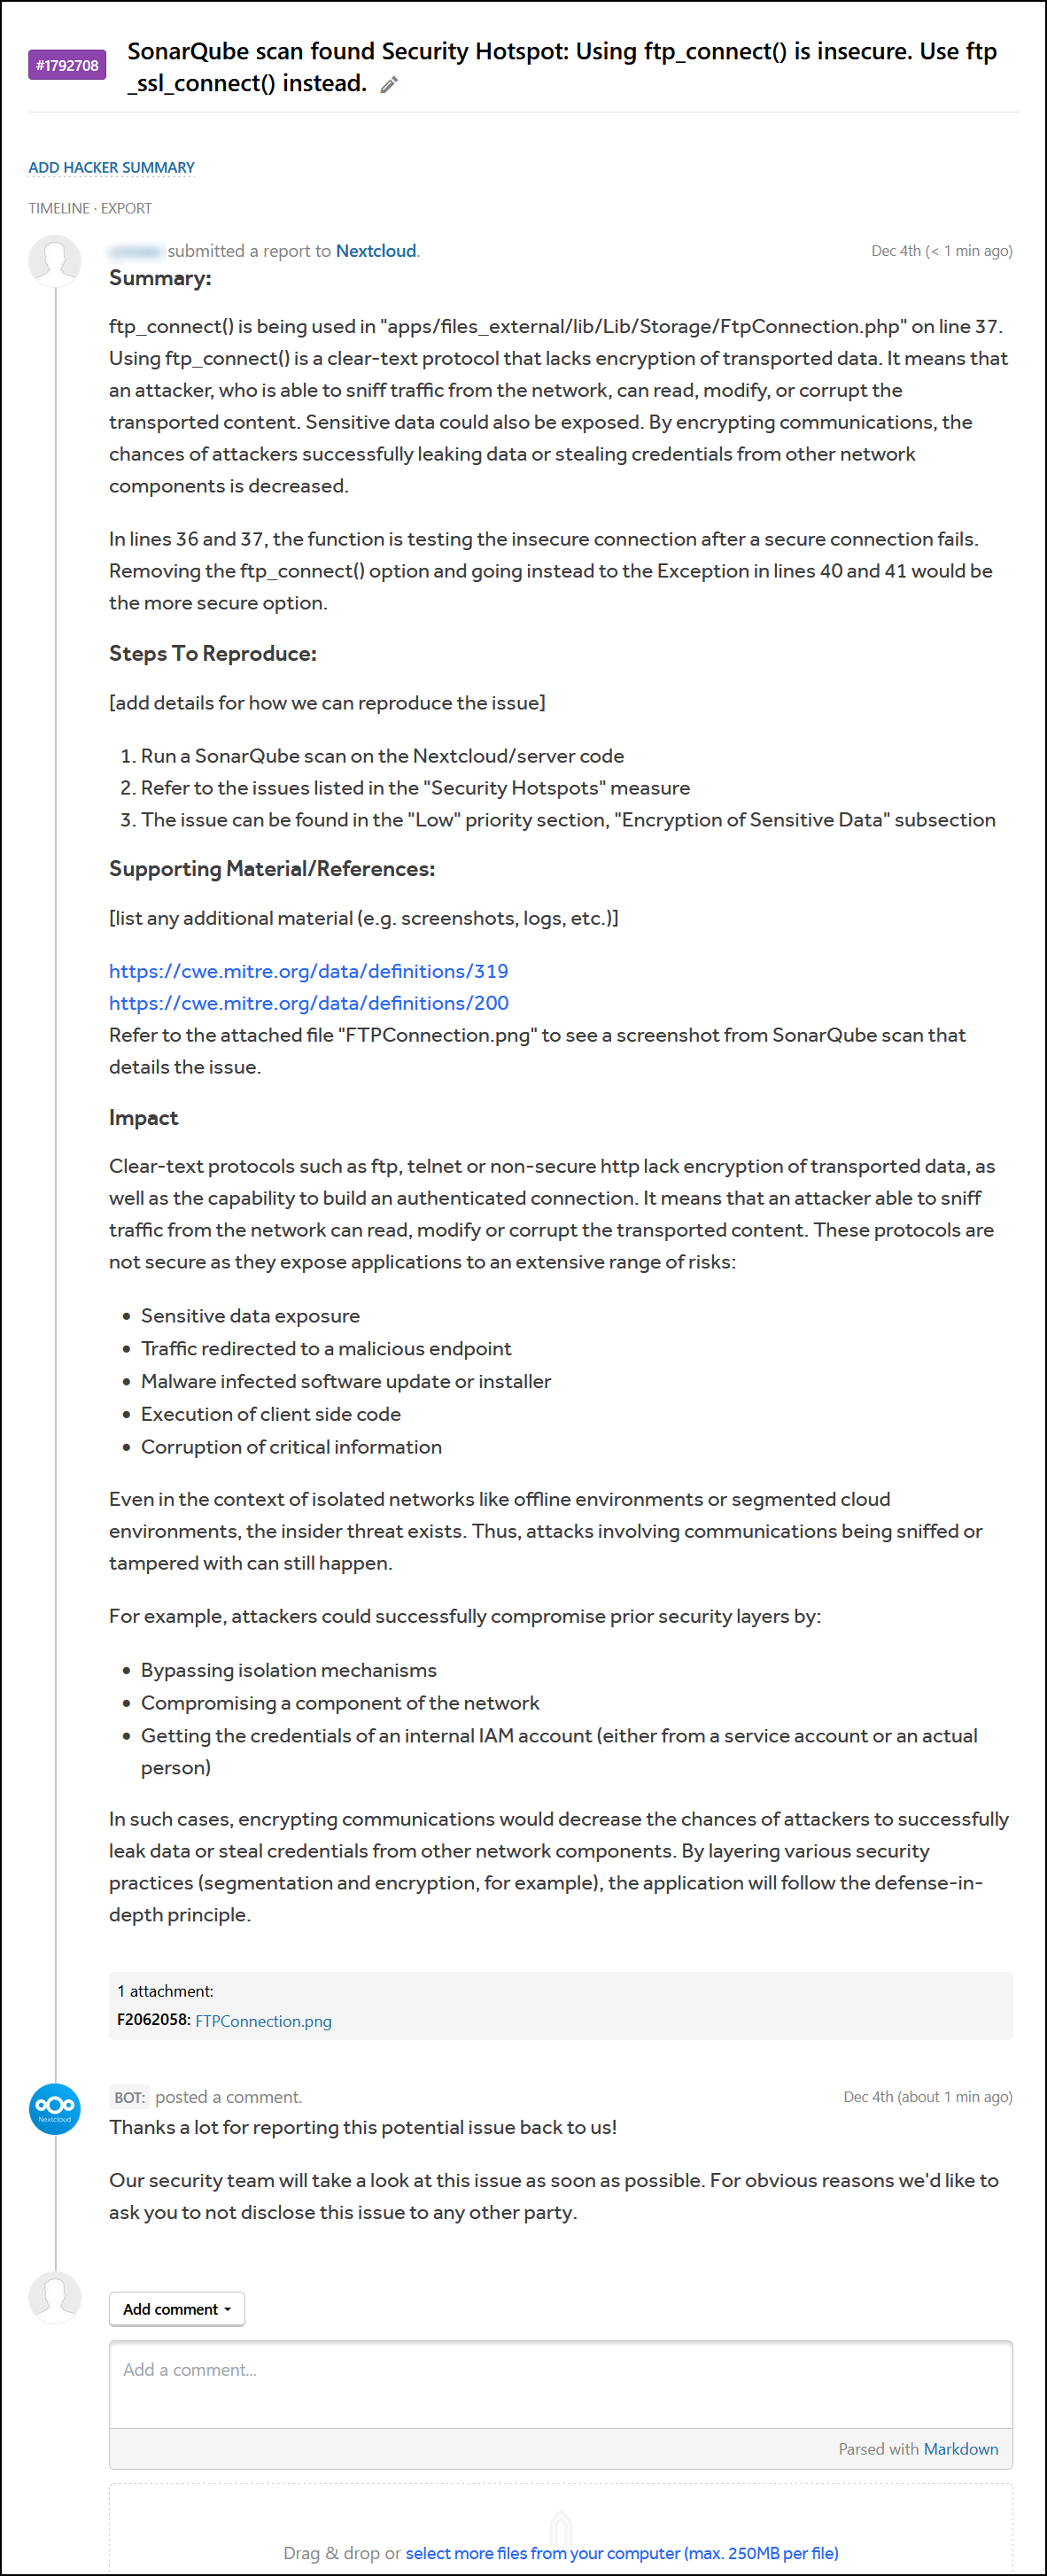 #1792708
SonarQube scan found Security Hotspot: Using ftp_connect() is insecure. Use ftp
_ssl_connect() instead.
ADD HACKER SUMMARY
TIMELINE · EXPORT
submitted a report to Nextcloud.
Dec 4th (< 1 min ago)
Summary:
ftp_connect() is being used in "apps/files_external/lib/Lib/Storage/FtpConnection.php" on line 37.
Using ftp_connect() is a clear-text protocol that lacks encryption of transported data. It means that
an attacker, who is able to sniff traffic from the network, can read, modify, or corrupt the
transported content. Sensitive data could also be exposed. By encrypting communications, the
chances of attackers successfully leaking data or stealing credentials from other network
components is decreased.
In lines 36 and 37, the function is testing the insecure connection after a secure connection fails.
Removing the ftp_connect() option and going instead to the Exception in lines 40 and 41 would be
the more secure option.
Steps To Reproduce:
[add details for how we can reproduce the issue]
1. Run a SonarQube scan on the Nextcloud/server code
2. Refer to the issues listed in the "Security Hotspots" measure
3. The issue can be found in the "Low" priority section, "Encryption of Sensitive Data" subsection
Supporting Material/References:
[list any additional material (e.g. screenshots, logs, etc.)]
https://cwe.mitre.org/data/definitions/319
https://cwe.mitre.org/data/definitions/200
Refer to the attached file "FTPConnection.png" to see a screenshot from SonarQube scan that
details the issue.
Impact
Clear-text protocols such as ftp, telnet or non-secure http lack encryption of transported data, as
well as the capability to build an authenticated connection. It means that an attacker able to sniff
traffic from the network can read, modify or corrupt the transported content. These protocols are
not secure as they expose applications to an extensive range of risks:
• Sensitive data exposure
• Traffic redirected to a malicious endpoint
• Malware infected software update or installer
• Execution of client side code
• Corruption of critical information
Even in the context of isolated networks like offline environments or segmented cloud
environments, the insider threat exists. Thus, attacks involving communications being sniffed or
tampered with can still happen.
For example, attackers could successfully compromise prior security layers by:
• Bypassing isolation mechanisms
• Compromising a component of the network
• Getting the credentials of an internal IAM account (either from a service account or an actual
person)
In such cases, encrypting communications would decrease the chances of attackers to successfully
leak data or steal credentials from other network components. By layering various security
practices (segmentation and encryption, for example), the application will follow the defense-in-
depth principle.
1 attachment:
F2062058: FTPConnection.png
Nextcloud
BOT: posted a comment.
Dec 4th (about 1 min ago)
Thanks a lot for reporting this potential issue back to us!
Our security team will take a look at this issue as soon as possible. For obvious reasons we'd like to
ask you to not disclose this issue to any other party.
Add comment
Add a comment...
Parsed with Markdown
Drag & drop or select more files from your computer (max. 250MB per file)